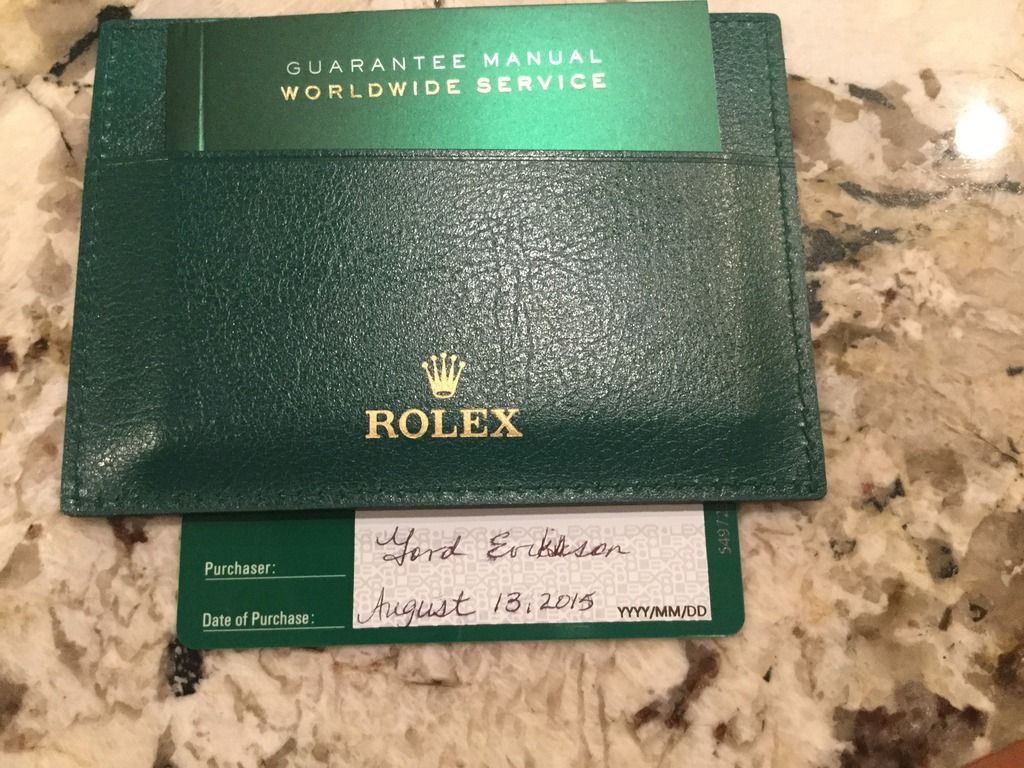 GUARANTEE MANUAL
WORLDWIDE SERVICE
ROLEX
Purchaser:
Date of Purchase: August 13, 2015 YYYY/MM/DD